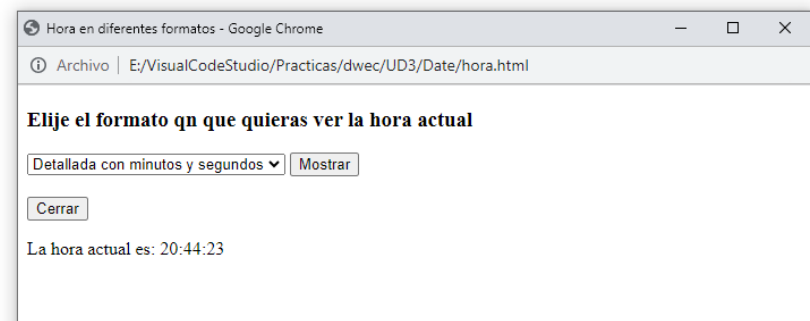 Hora en diferentes formatos - Google Chrome
Archivo | E:/VisualCodeStudio/Practicas/dwec/UD3/Date/hora.html
Elije el formato qn que quieras ver la hora actual
Detallada con minutos y segundos Mostrar
Cerrar
La hora actual es: 20:44:23